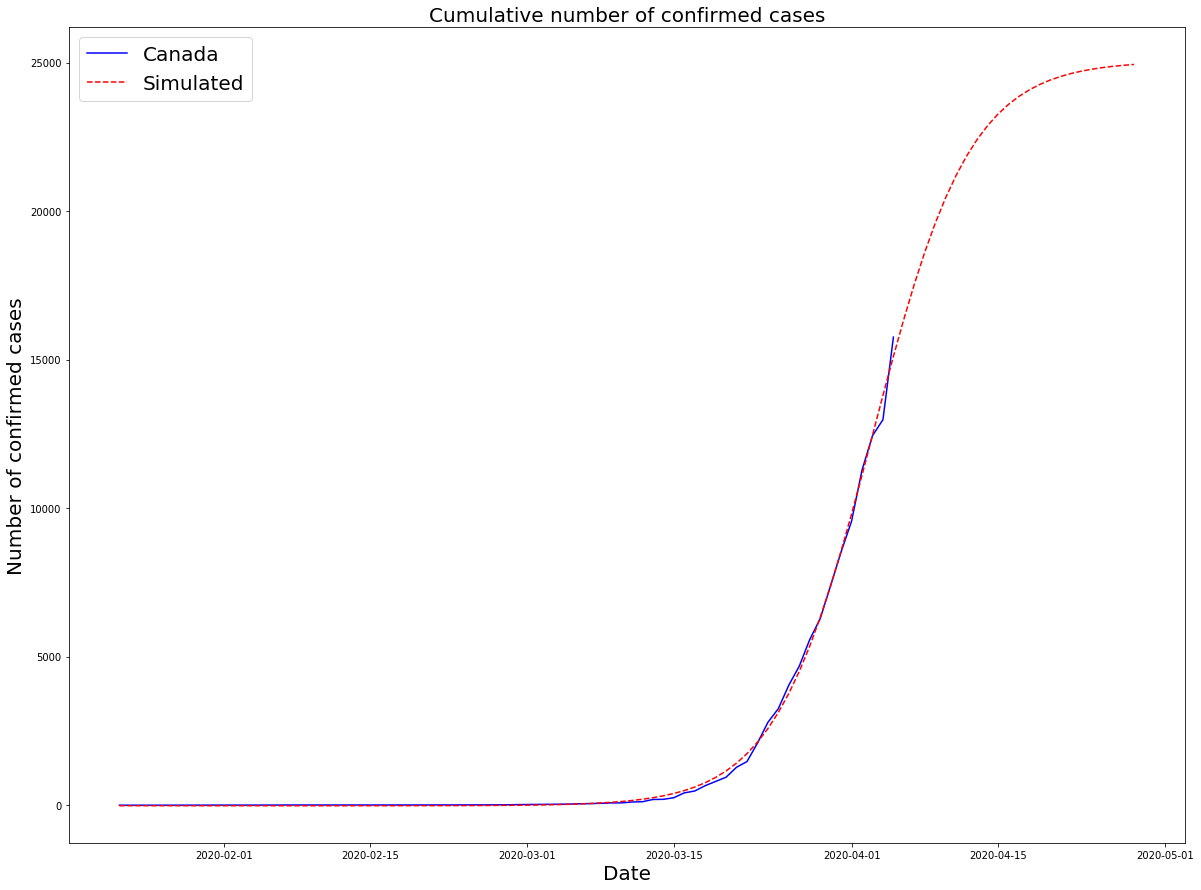 Cumulative number of confirmed cases
Canada
Simulated
Number of confirmed cases
25000
20000
15000
10000
5000
0
2020-02-01 2020-02-15 2020-03-01 2020-03-15 2020-04-01 2020-04-15 2020-05-01
Date